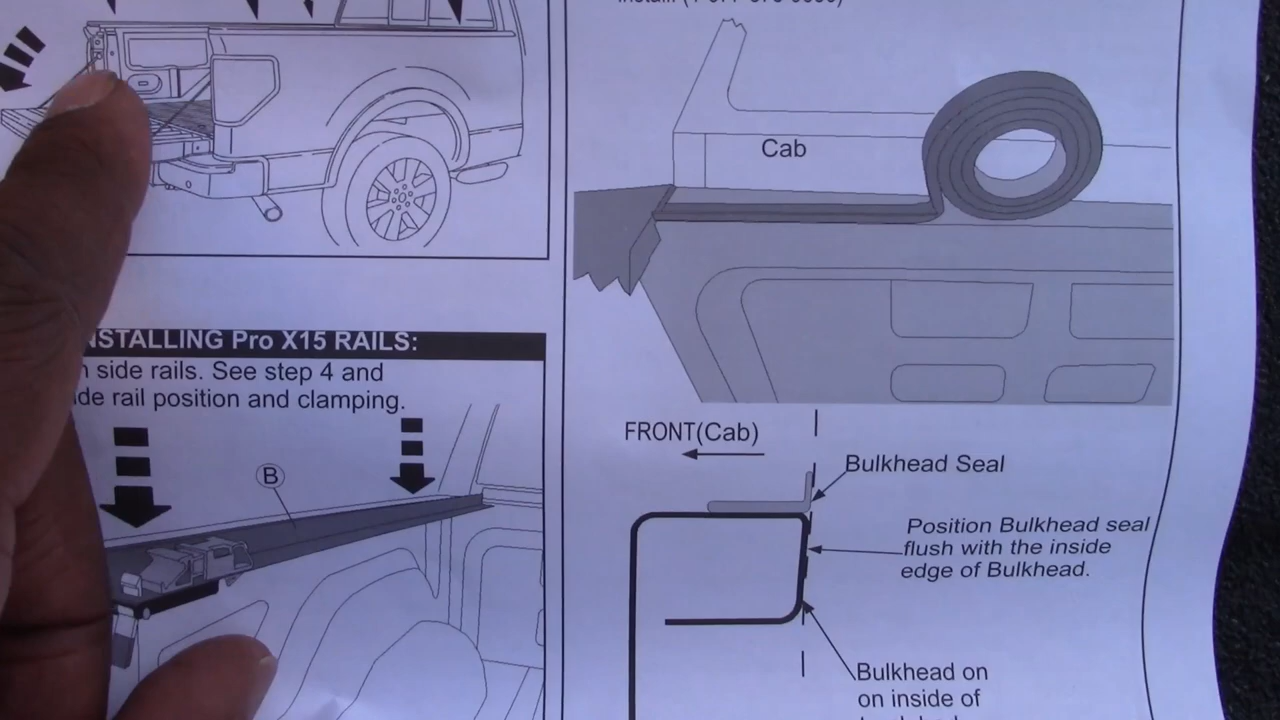 NSTALLING Pro X15 RAILS:
side rails. See step 4 and
rail position and clamping.
B
Cab
FRONT(Cab)
Bulkhead Seal
Position Bulkhead seal
flush with the inside
edge of Bulkhead.
Bulkhead on
on inside of